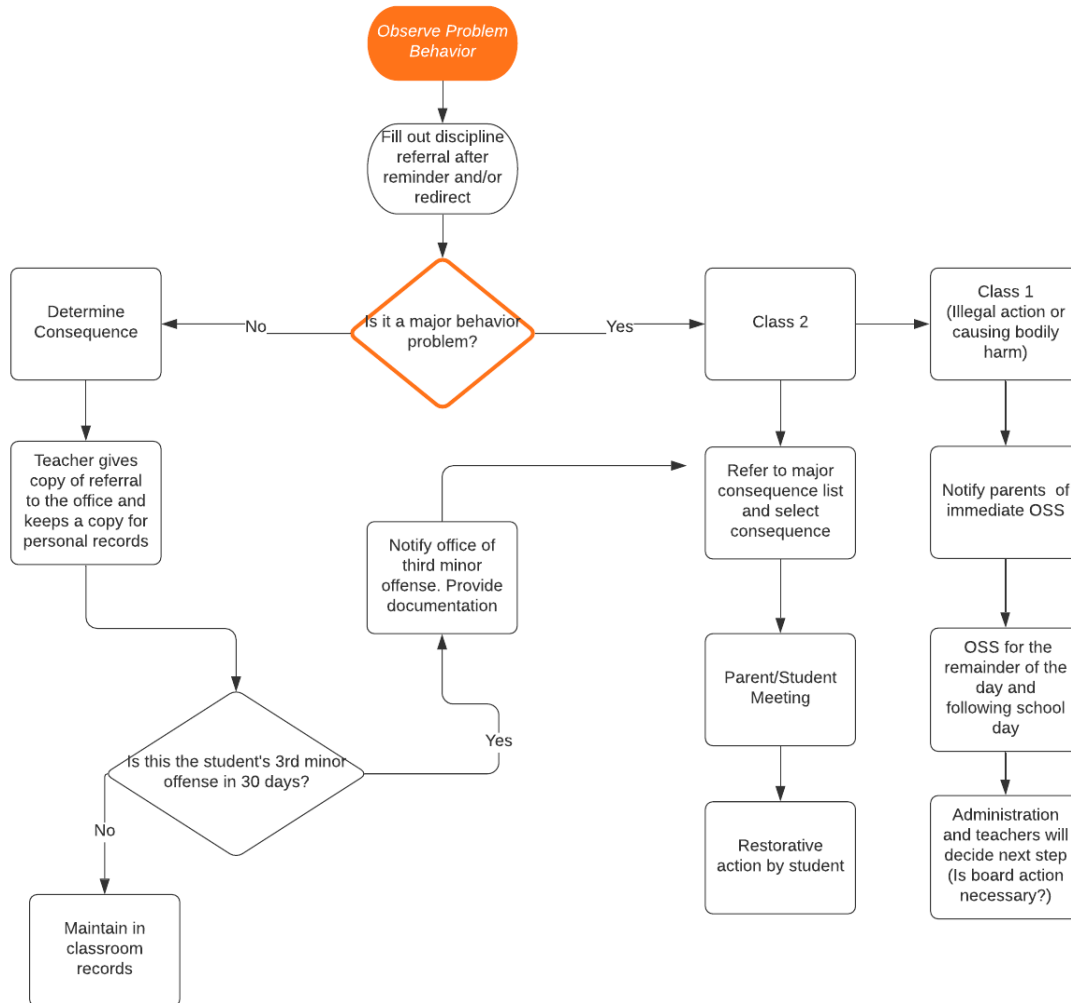 Observe Problem
Behavior
Fill out discipline
referral after
reminder and/or
redirect
Is it a major behavior
problem?
No
Yes
Determine
Consequence
Class 2
Class 1
(Illegal action or
causing bodily
harm)
Teacher gives
copy of referral
to the office and
keeps a copy for
personal records
Refer to major
consequence list
and select
consequence
Notify parents of
immediate OSS
Notify office of
third minor
offense. Provide
documentation
Parent/Student
Meeting
OSS for the
remainder of the
day and
following school
day
Is this the student's 3rd minor
offense in 30 days?
Yes
No
Restorative
action by student
Administration
and teachers will
decide next step
(Is board action
necessary?)
Maintain in
classroom
records